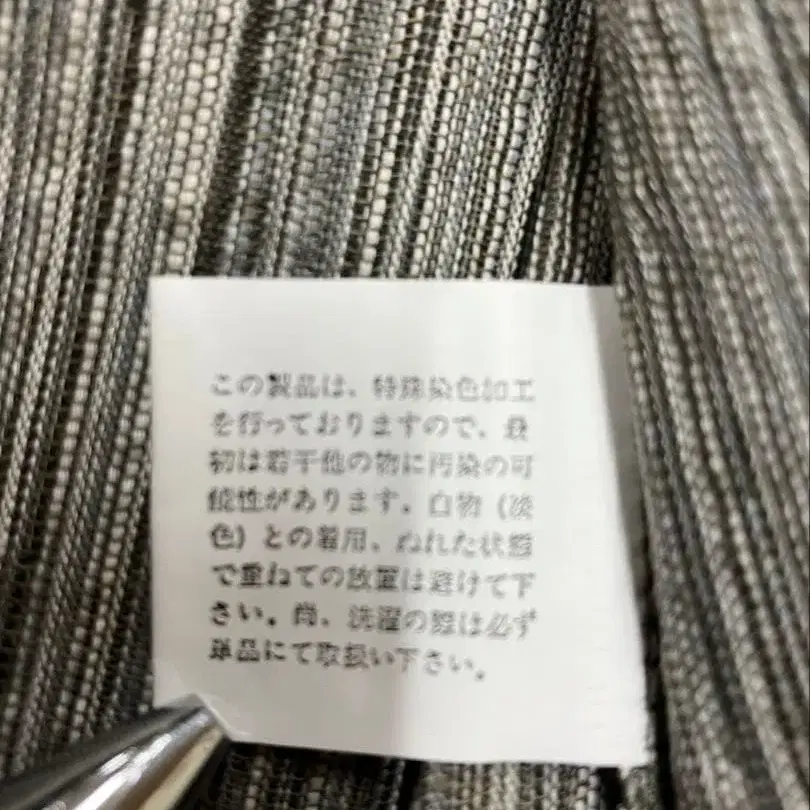 この製品は、特殊染色加工
を行っておりますので、最
初は若干他の物に汚染の可
能性があります。白物（淡
色）との着用、ぬれた状態
で重ねての放置は避けて下
さい。尚、洗濯の際は必ず
単品にて取扱い下さい。